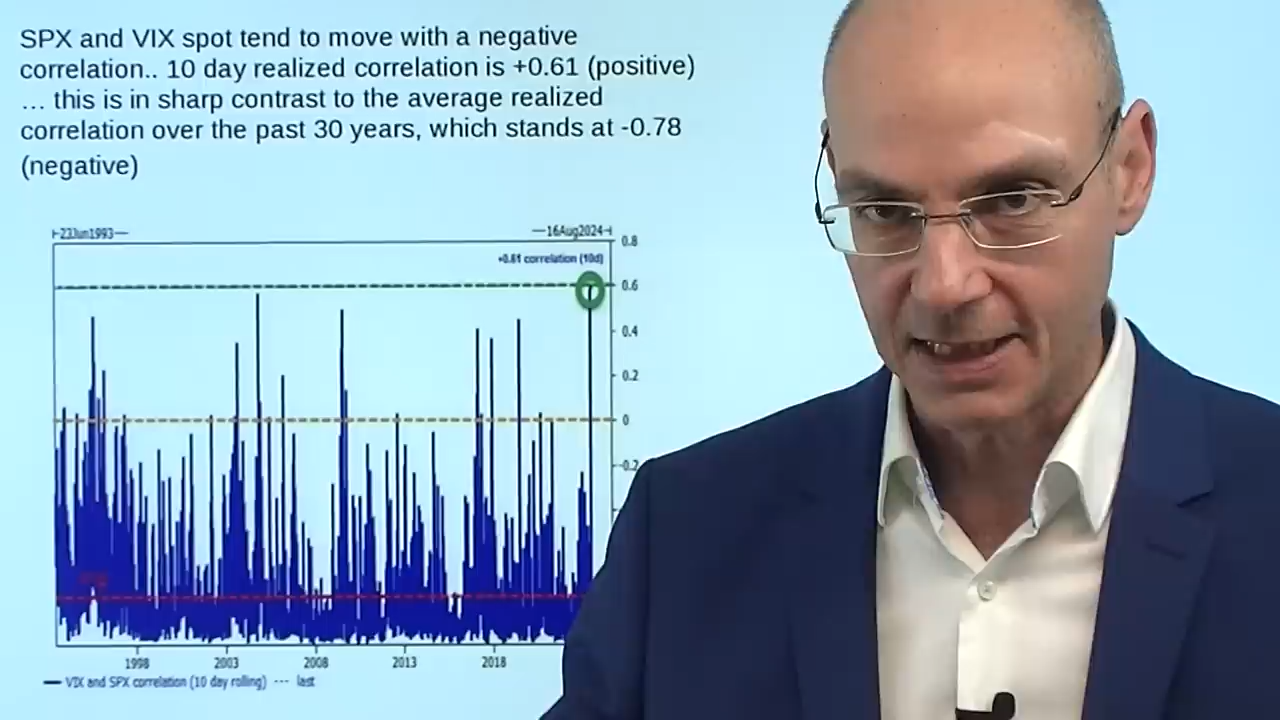 SPX and VIX spot tend to move with a negative
correlation.. 10 day realized correlation is +0.61 (positive)
… this is in sharp contrast to the average realized
correlation over the past 30 years, which stands at -0.78
(negative)
23Jun1993
16Aug2024
+0.61 correlation (10d)
0.8
0.6
0.4
0.2
0
-0.2
1998 2003 2008 2013 2018
VIX and SPX correlation (10 day rolling) --- last